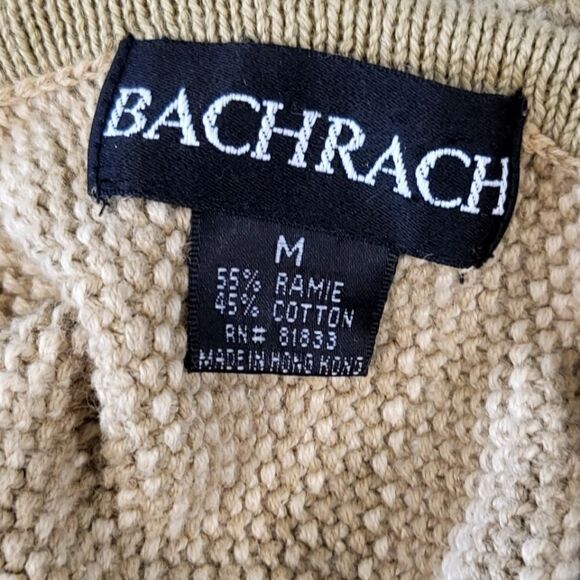 BACHRACH
M
55% RAMIE
45% COTTON
RN# 81833
MADE IN HONG KONG